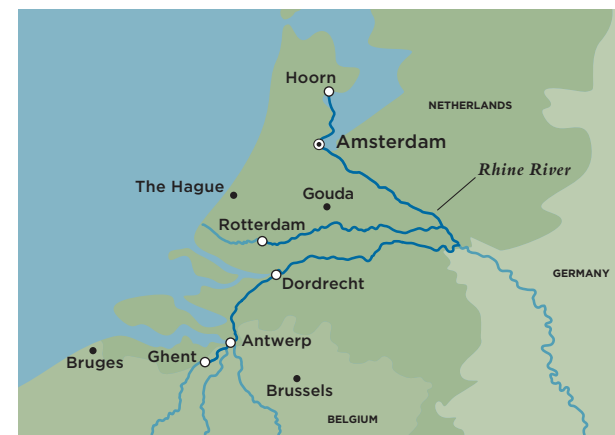 Hoorn
NETHERLANDS
Amsterdam
Rhine River
The Hague
Gouda
Rotterdam
GERMANY
Dordrecht
Antwerp
Bruges
Ghent
Brussels
BELGIUM